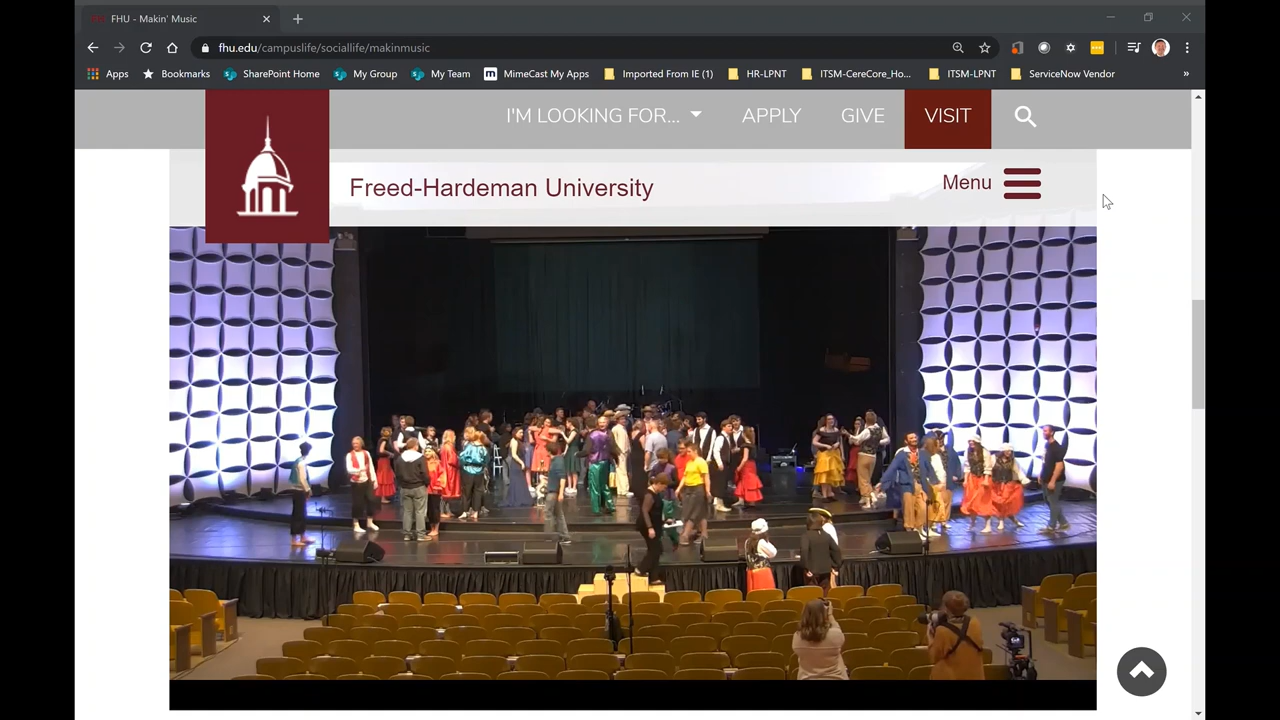 FHU - Makin' Music
fhu.edu/campuslife/sociallife/makinmusic
Apps Bookmarks SharePoint Home My Group My Team MimeCast My Apps Imported From IE (1) HR-LPNT ITSM-CereCore_Ho... ITSM-LPNT ServiceNow Vendor »
I'M LOOKING FOR... APPLY GIVE VISIT
Freed-Hardeman University
Menu